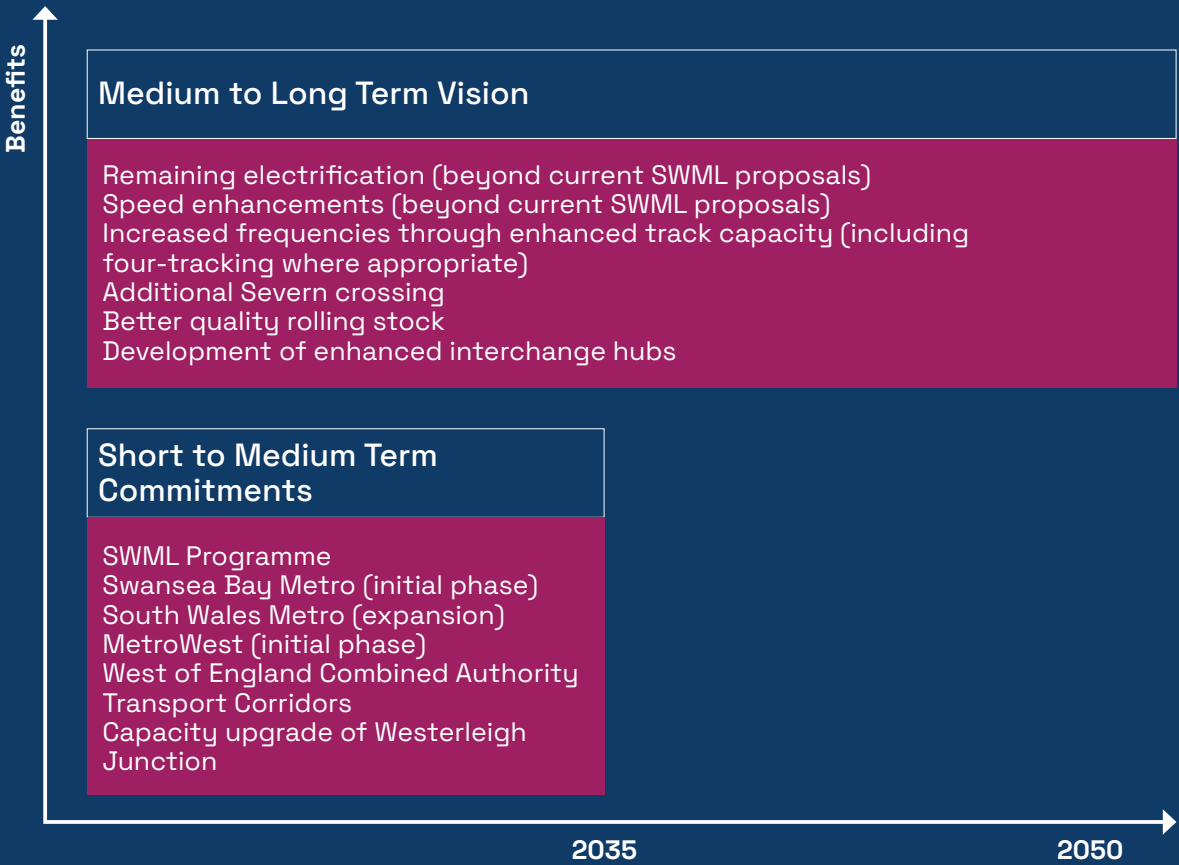 Benefits
Medium to Long Term Vision
Remaining electrification (beyond current SWML proposals)
Speed enhancements (beyond current SWML proposals)
Increased frequencies through enhanced track capacity (including
four-tracking where appropriate)
Additional Severn crossing
Better quality rolling stock
Development of enhanced interchange hubs
Short to Medium Term
Commitments
SWML Programme
Swansea Bay Metro (initial phase)
South Wales Metro (expansion)
MetroWest (initial phase)
West of England Combined Authority
Transport Corridors
Capacity upgrade of Westerleigh
Junction
2035
2050